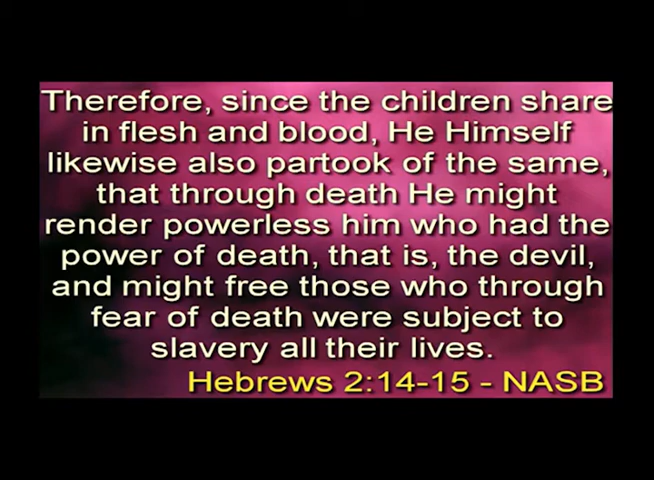 Therefore, since the children share
in flesh and blood, He Himself
likewise also partook of the same,
that through death He might
render powerless him who had the
power of death, that is, the devil,
and might free those who through
fear of death were subject to
slavery all their lives.
Hebrews 2:14-15 - NASB